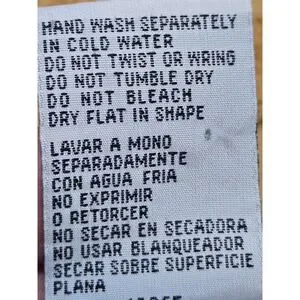 HAND WASH SEPARATELY
IN COLD WATER
DO NOT TWIST OR WRING
DO NOT TUMBLE DRY
DO NOT BLEACH
DRY FLAT IN SHAPE
LAVAR A MONO
SEPARADAMENTE
CON AGUA FRIA
NO EXPRIMIR
O RETORCER
NO SECAR EN SECADORA
NO USAR BLANQUEADOR
SECAR SOBRE SUPERFICIE
PLANA